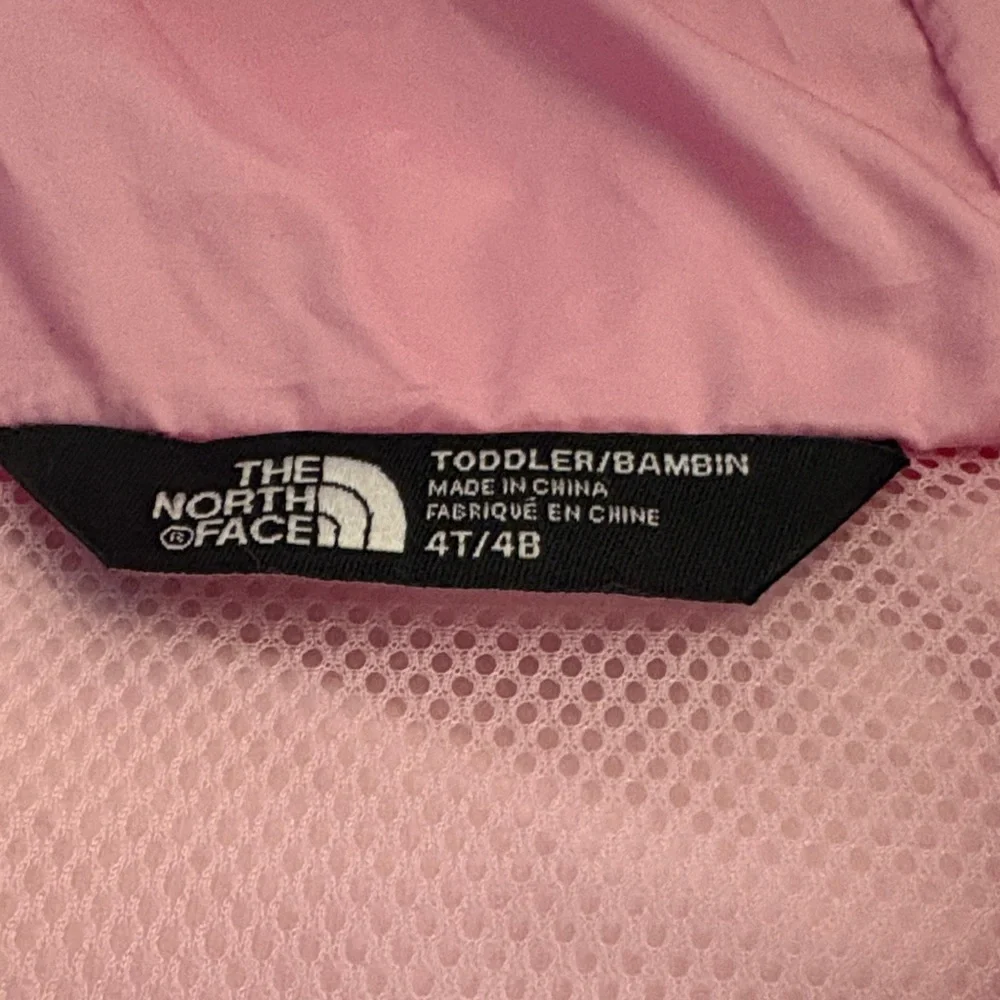 THE
NORTH
®FACE
TODDLER/BAMBIN
MADE IN CHINA
FABRIQUÉ EN CHINE
4T/4B